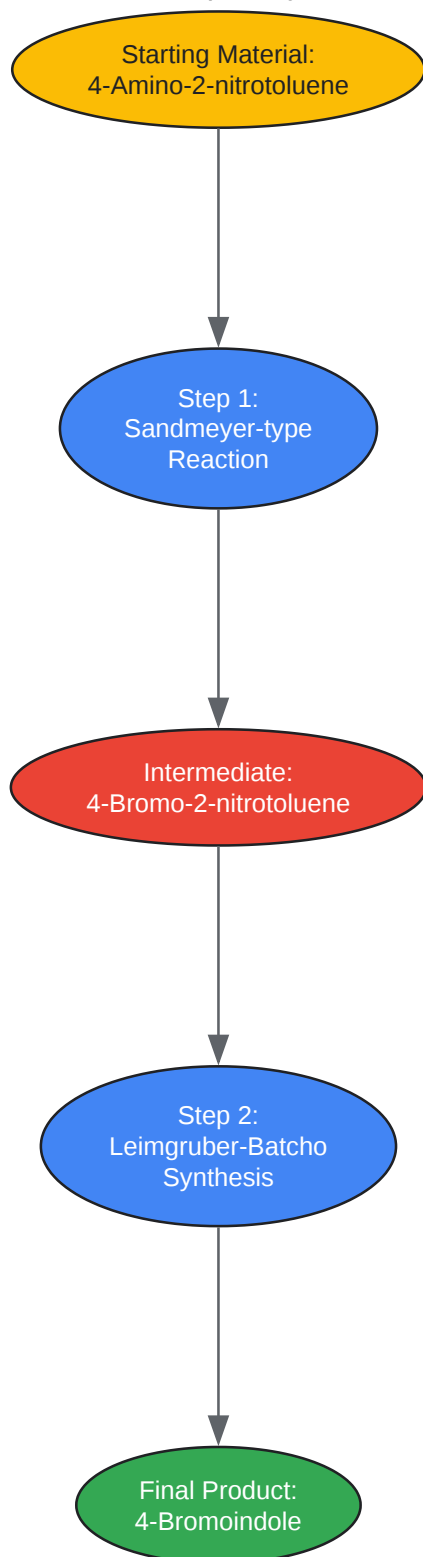 Starting Material:
4-Amino-2-nitrotoluene
Step 1:
Sandmeyer-type
Reaction
Intermediate:
4-Bromo-2-nitrotoluene
Step 2:
Leimgruber-Batcho
Synthesis
Final Product:
4-Bromoindole